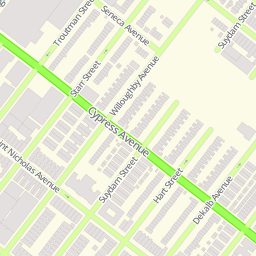 Troutman Street
Seneca Avenue
Suydam Street
Starr Street
Willoughby Avenue
Cypress Avenue
Nicholas Avenue
Suydam Street
Hart Street
DeKalb Avenue